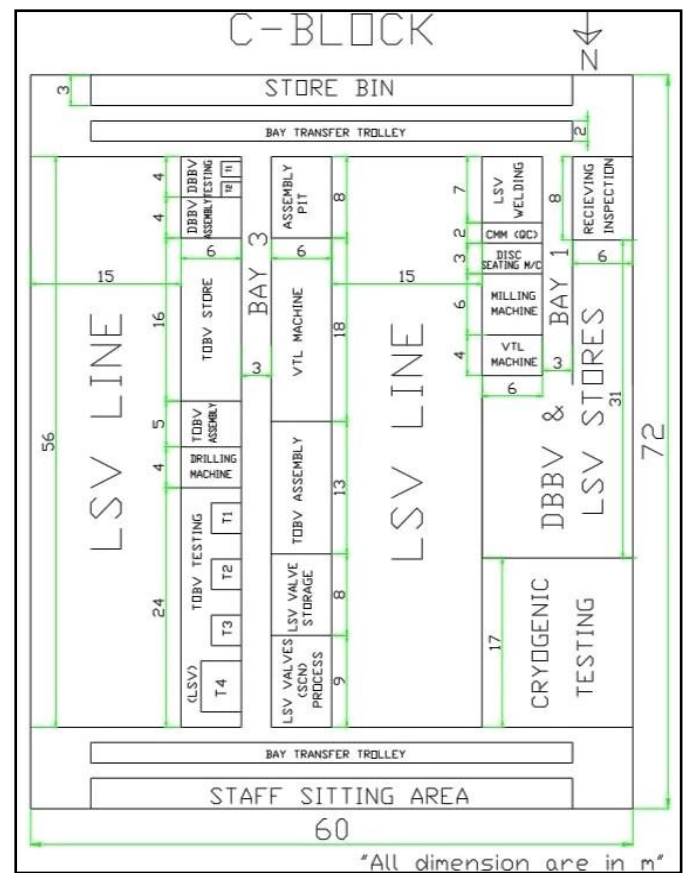 C-BLOCK
N
3
STORE BIN
BAY TRANSFER TROLLEY
2
4
DBBV
TESTING
T1
T2
4
DBBV
ASSEMBLY
6
15
16
TOBV STORE
5
TOBV
ASSEMBLY
4
DRILLING
MACHINE
56
LSV LINE
24
TOBV TESTING
(LSV)
T1
T2
T3
T4
BAY 3
3
ASSEMBLY
PIT
8
6
VTL MACHINE
18
TOBV ASSEMBLY
13
LSV VALVE
STORAGE
8
LSV VALVES
(SCN)
PROCESS
9
15
LSV LINE
7
LSV
WELDING
2
CMM (QC)
3
DISC
SEATING M/C
6
MILLING
MACHINE
4
VTL
MACHINE
6
BAY 1
3
8
RECIEVING
INSPECTION
6
31
DBBV &
LSV STORES
17
CRYOGENIC
TESTING
72
BAY TRANSFER TROLLEY
STAFF SITTING AREA
60
"All dimension are in m"